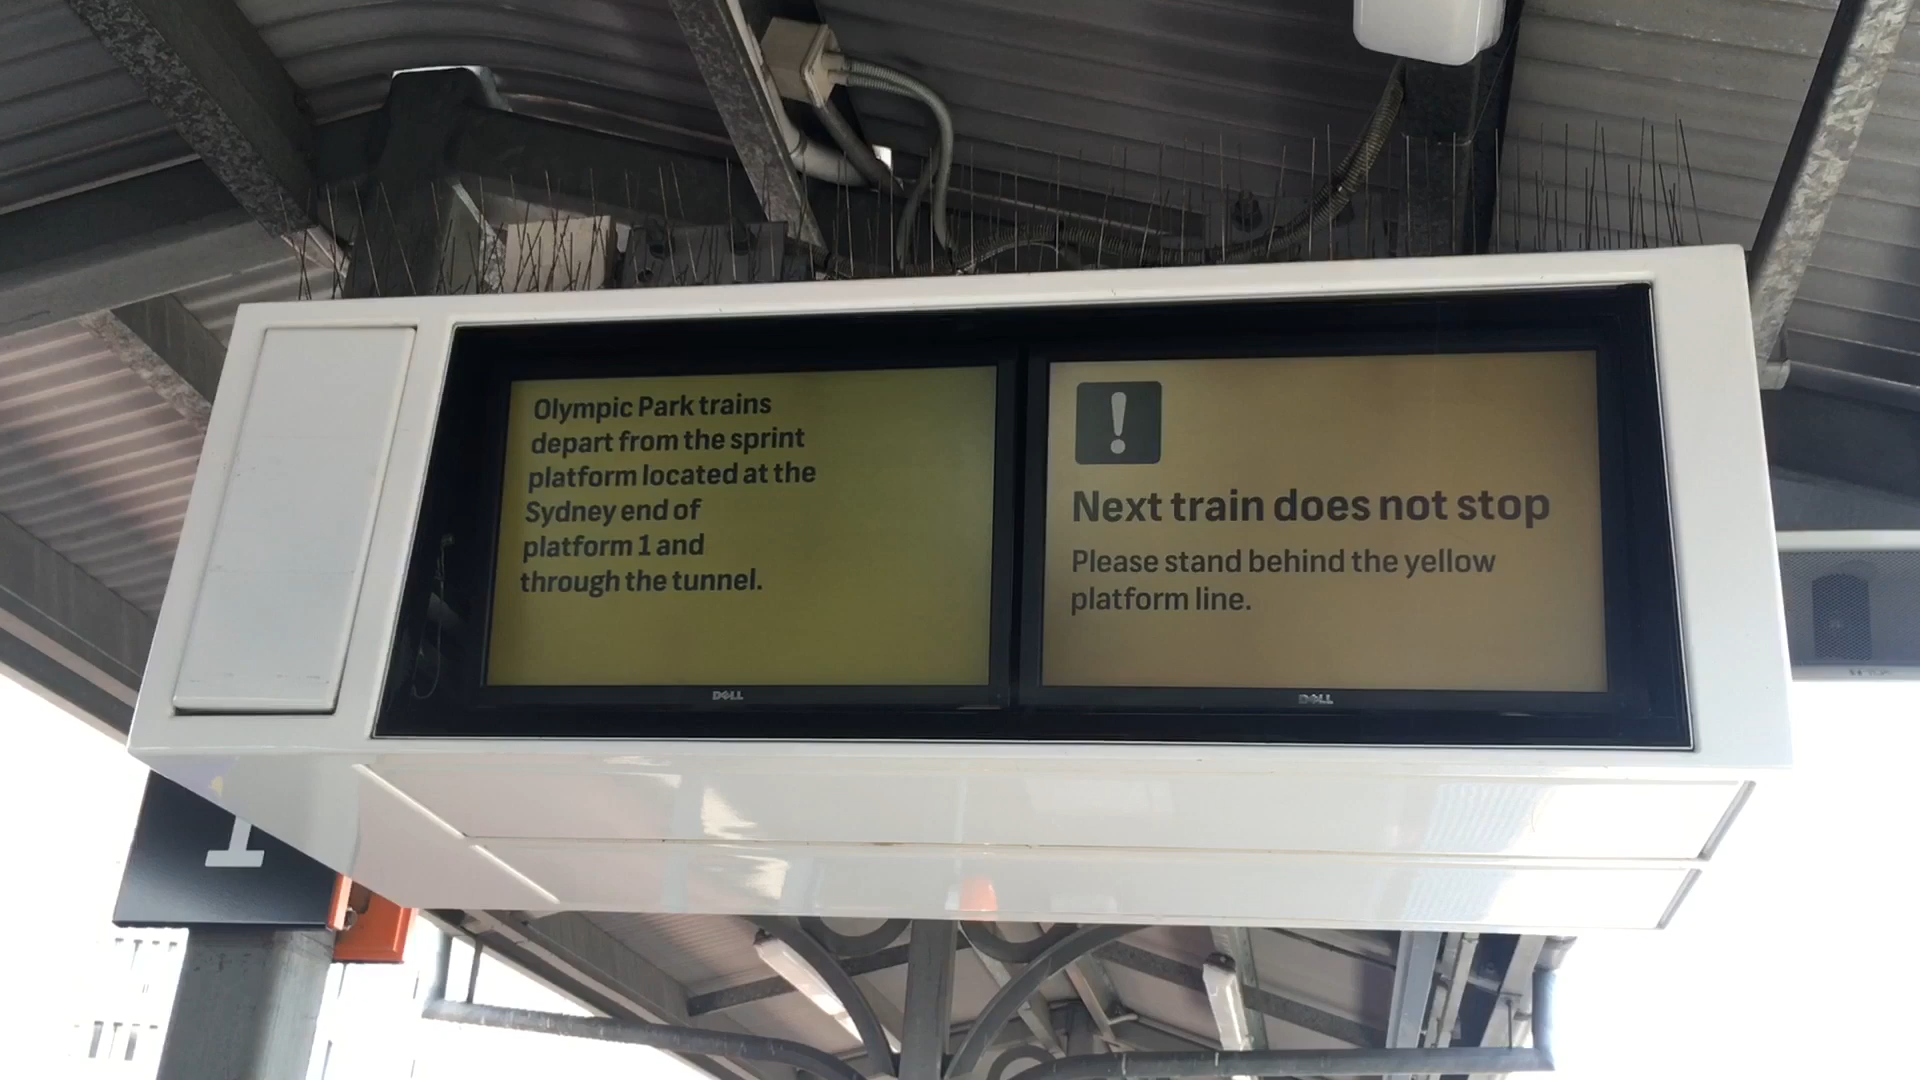 Olympic Park trains
depart from the sprint
platform located at the
Sydney end of
platform 1 and
through the tunnel.
DELL
Next train does not stop
Please stand behind the yellow
platform line.
DELL
1